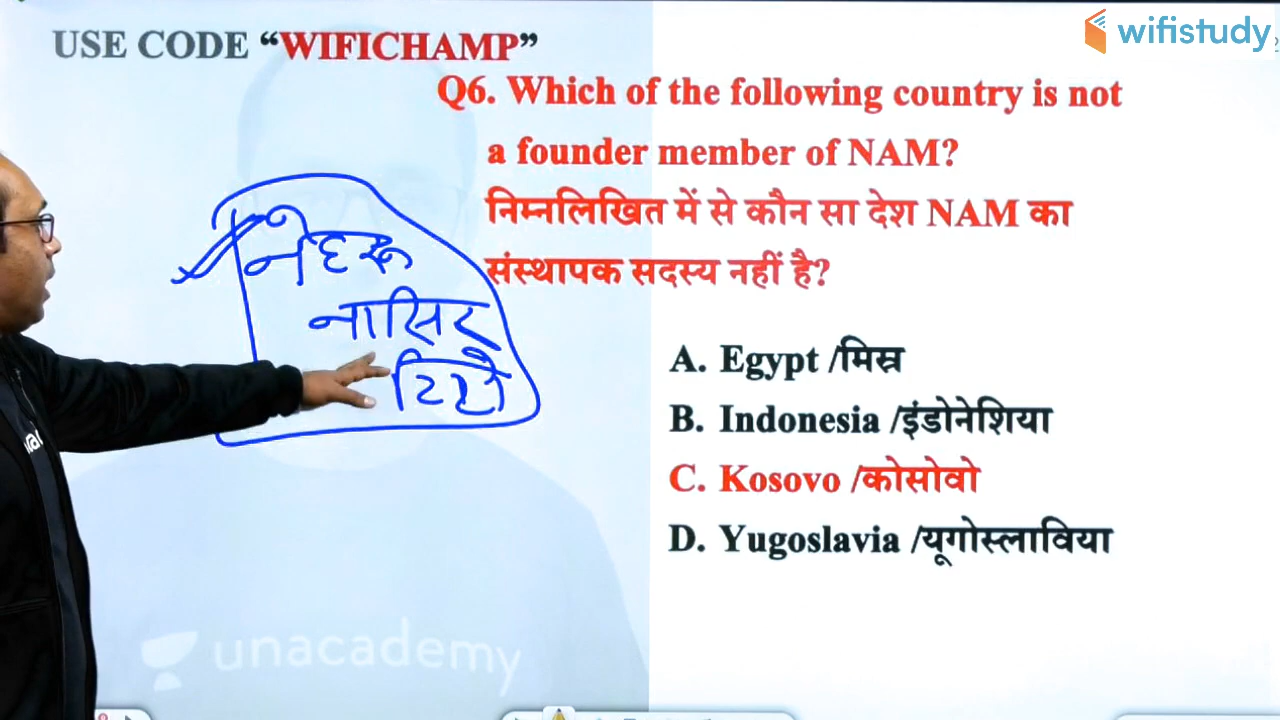 USE CODE “WIFICHAMP”
wifistudy
Q6. Which of the following country is not
a founder member of NAM?
निम्नलिखित में से कौन सा देश NAM का
संस्थापक सदस्य नहीं है?
नेहरू
नासिर
टिटो
A. Egypt /मिस्र
B. Indonesia /इंडोनेशिया
C. Kosovo /कोसोवो
D. Yugoslavia /यूगोस्लाविया
unacademy